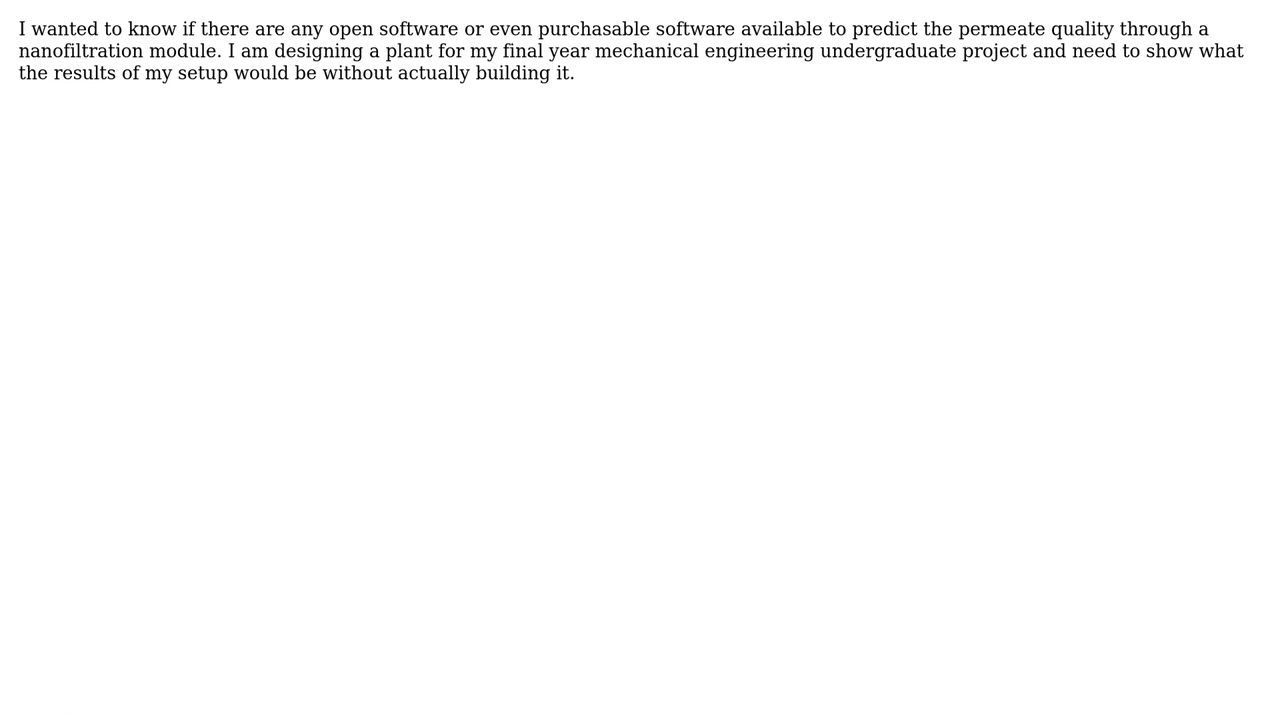 I wanted to know if there are any open software or even purchasable software available to predict the permeate quality through a
nanofiltration module. I am designing a plant for my final year mechanical engineering undergraduate project and need to show what
the results of my setup would be without actually building it.